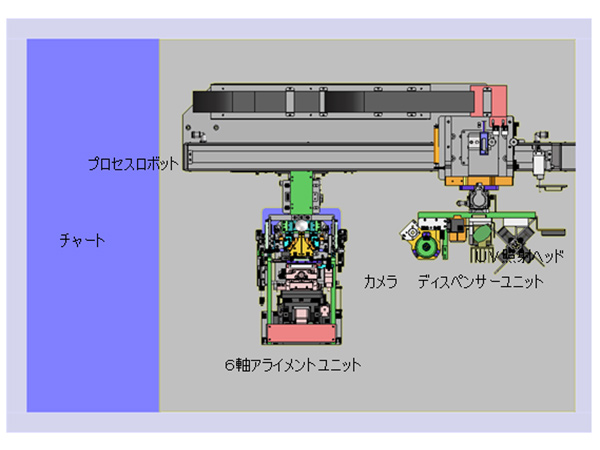 プロセスロボット
チャート
UV照射ヘッド
カメラ
ディスペンサーユニット
6軸アライメントユニット